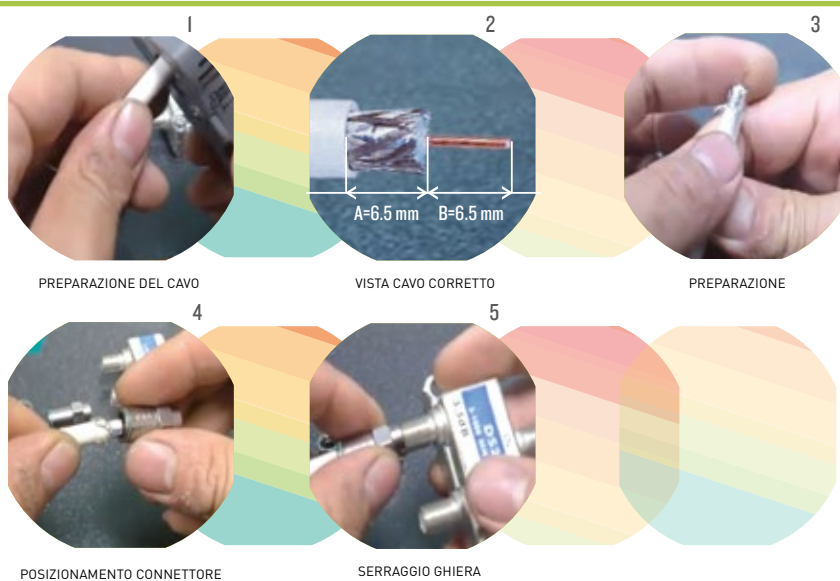 1
2
3
A=6.5 mm
B=6.5 mm
PREPARAZIONE DEL CAVO
VISTA CAVO CORRETTO
PREPARAZIONE
4
5
POSIZIONAMENTO CONNETTORE
SERRAGGIO GHIERA